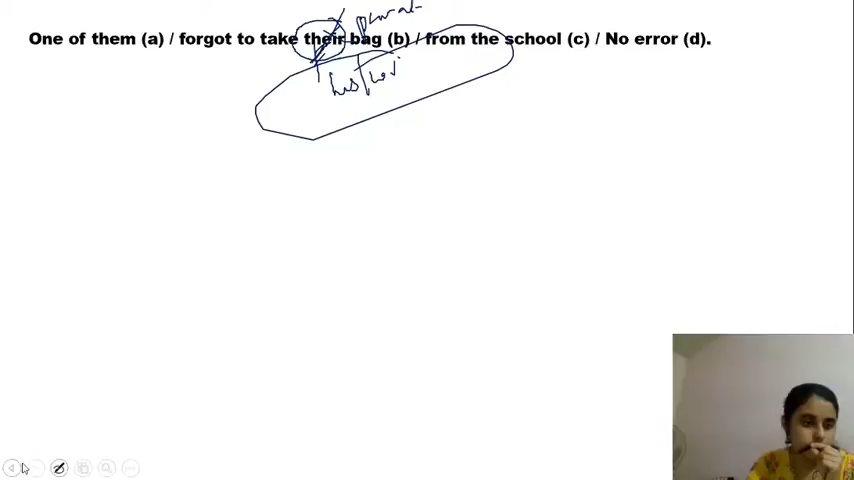 plural
One of them (a) / forgot to take their bag (b) / from the school (c) / No error (d).
his/her